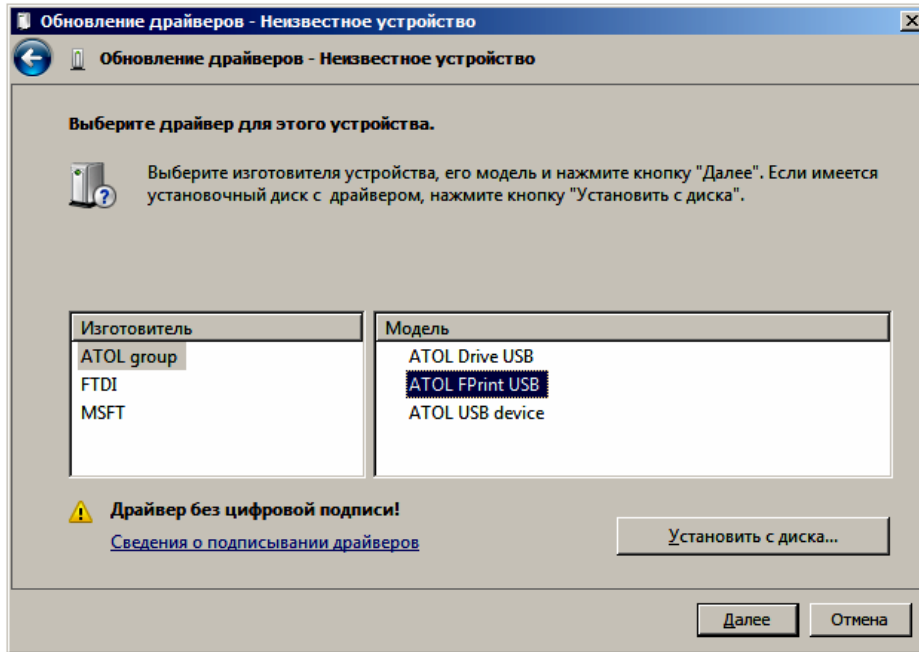 Обновление драйверов - Неизвестное устройство
Обновление драйверов - Неизвестное устройство
Выберите драйвер для этого устройства.
Выберите изготовителя устройства, его модель и нажмите кнопку "Далее". Если имеется
установочный диск с драйвером, нажмите кнопку "Установить с диска".
Изготовитель
ATOL group
FTDI
MSFT
Модель
ATOL Drive USB
ATOL FPrint USB
ATOL USB device
Драйвер без цифровой подписи!
Сведения о подписывании драйверов
Установить с диска...
Далее
Отмена